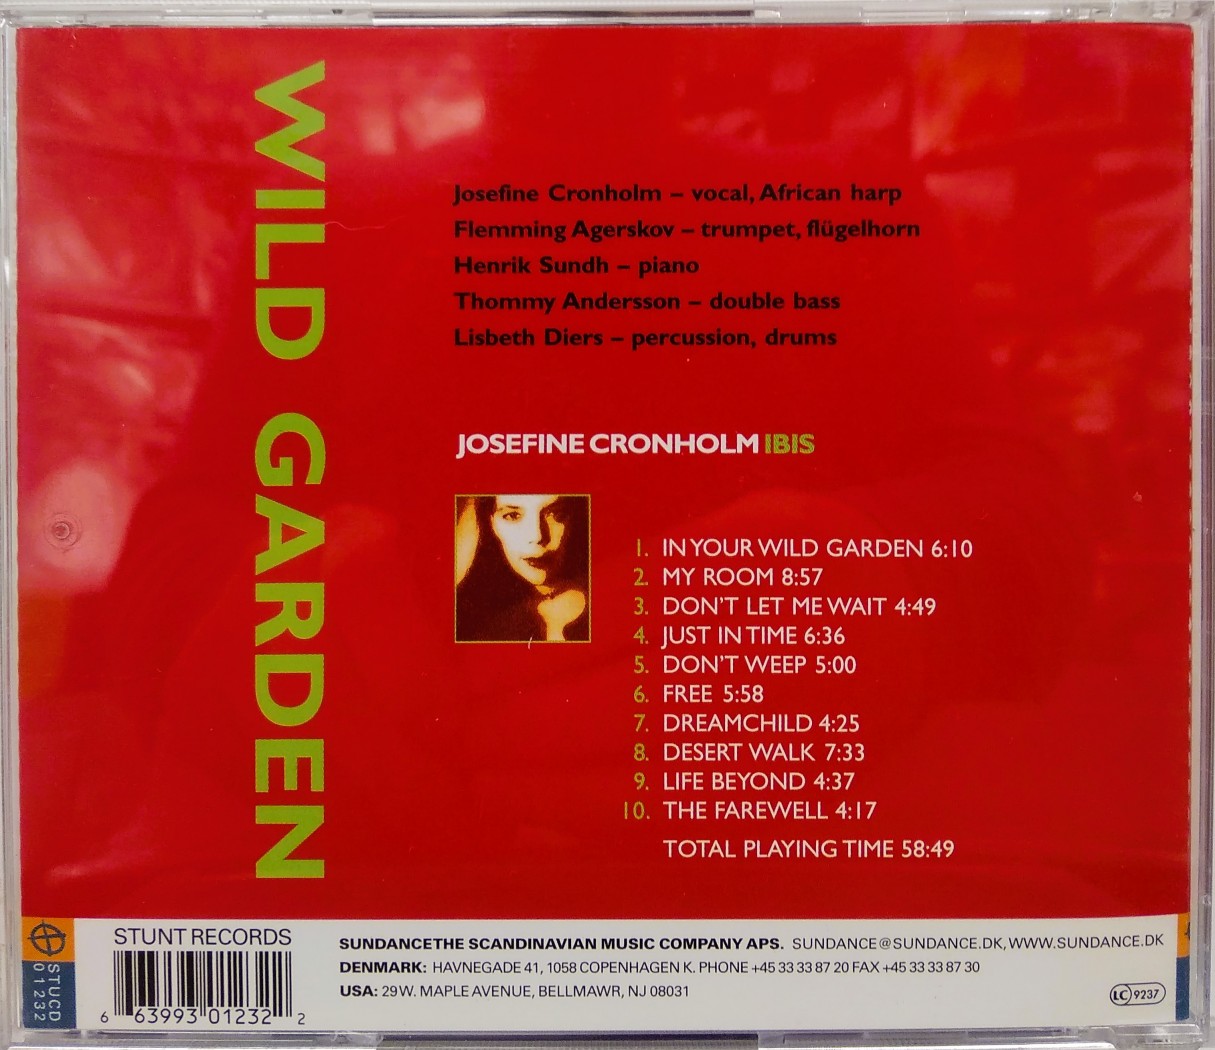 WILD GARDEN
Josefine Cronholm – vocal, African harp
Flemming Agerskov – trumpet, flügelhorn
Henrik Sundh – piano
Thommy Andersson – double bass
Lisbeth Diers – percussion, drums
JOSEFINE CRONHOLM IBIS
1. IN YOUR WILD GARDEN 6:10
2. MY ROOM 8:57
3. DON'T LET ME WAIT 4:49
4. JUST IN TIME 6:36
5. DON'T WEEP 5:00
6. FREE 5:58
7. DREAMCHILD 4:25
8. DESERT WALK 7:33
9. LIFE BEYOND 4:37
10. THE FAREWELL 4:17
TOTAL PLAYING TIME 58:49
STUCD
01232
STUNT RECORDS
6 63993 01232 2
SUNDANCETHE SCANDINAVIAN MUSIC COMPANY APS. SUNDANCE@SUNDANCE.DK, WWW.SUNDANCE.DK
DENMARK: HAVNEGADE 41, 1058 COPENHAGEN K. PHONE +45 33 33 87 20 FAX +45 33 33 87 30
USA: 29 W. MAPLE AVENUE, BELLMAWR, NJ 08031
LC 9237